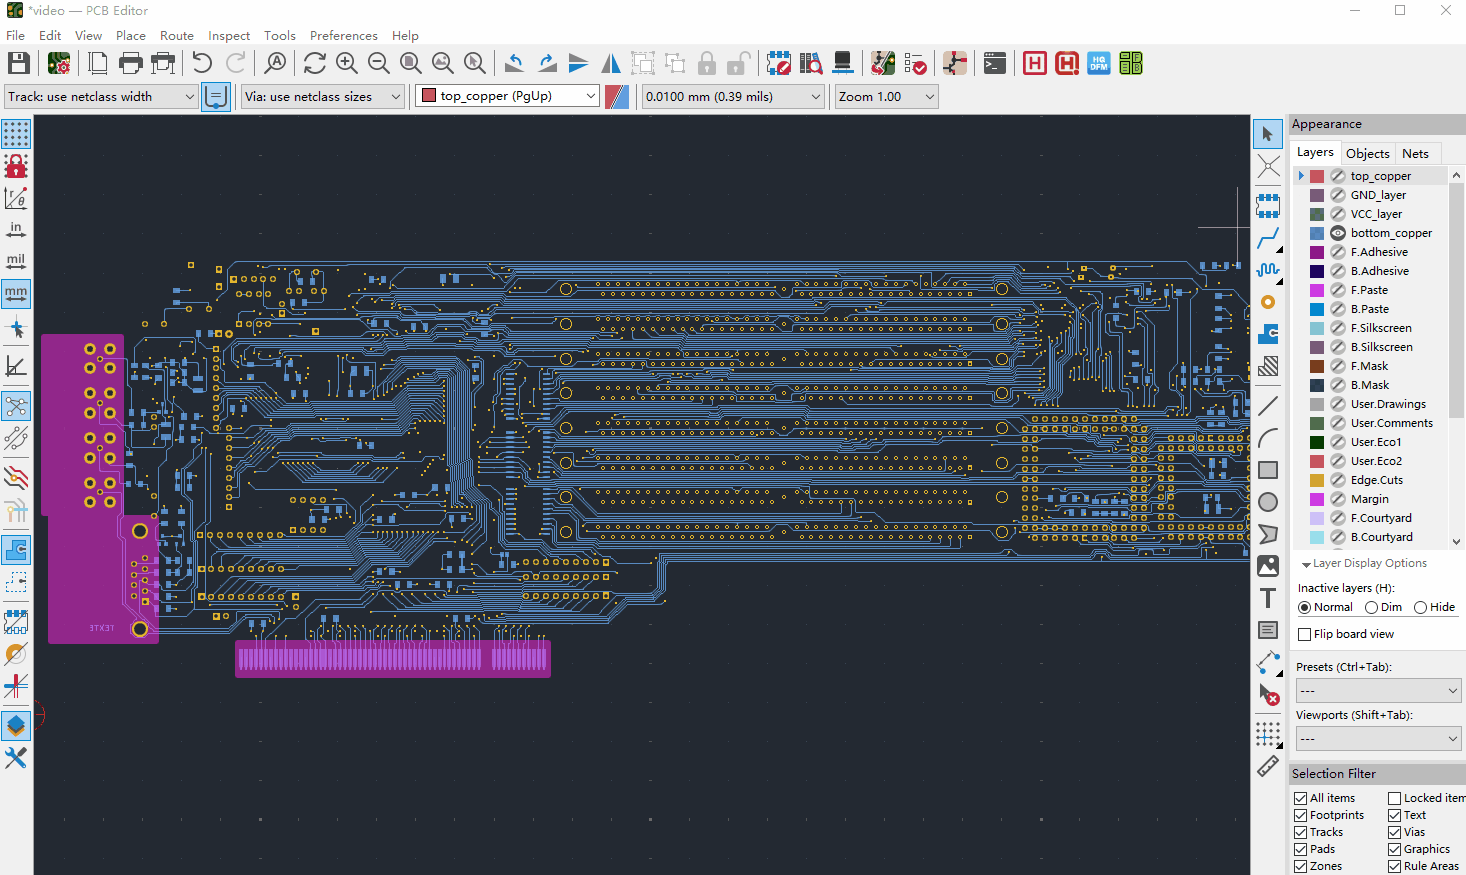 *video — PCB Editor
File Edit View Place Route Inspect Tools Preferences Help
Track: use netclass width Via: use netclass sizes top_copper (PgUp) 0.0100 mm (0.39 mils) Zoom 1.00
HQ DFM
in
mil
mm
TEXTE
Appearance
Layers Objects Nets
top_copper
GND_layer
VCC_layer
bottom_copper
F.Adhesive
B.Adhesive
F.Paste
B.Paste
F.Silkscreen
B.Silkscreen
F.Mask
B.Mask
User.Drawings
User.Comments
User.Eco1
User.Eco2
Edge.Cuts
Margin
F.Courtyard
B.Courtyard
Layer Display Options
Inactive layers (H):
Normal Dim Hide
Flip board view
Presets (Ctrl+Tab):
---
Viewports (Shift+Tab):
---
Selection Filter
All items Locked item
Footprints Text
Tracks Vias
Pads Graphics
Zones Rule Areas